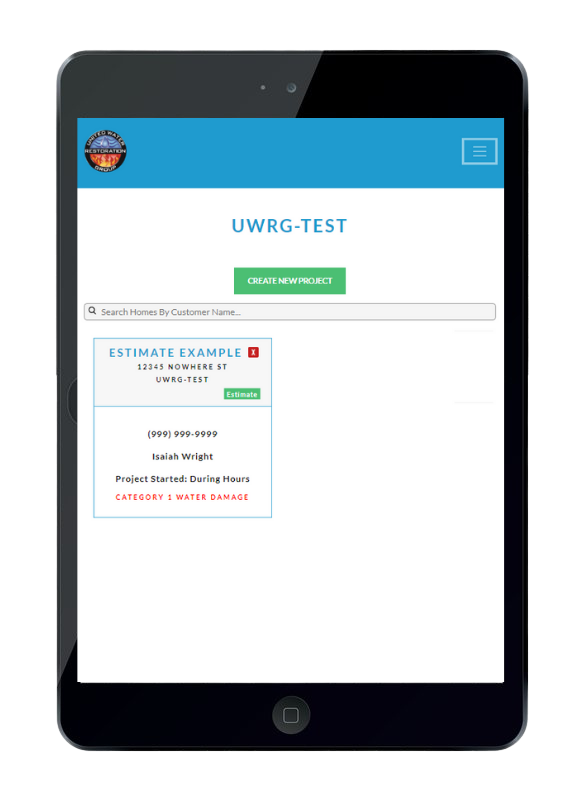 UNITED WATER
RESTORATION
GROUP
UWRG-TEST
CREATE NEW PROJECT
Search Homes By Customer Name...
ESTIMATE EXAMPLE X
12345 NOWHERE ST
UWRG-TEST
Estimate
(999) 999-9999
Isaiah Wright
Project Started: During Hours
CATEGORY 1 WATER DAMAGE